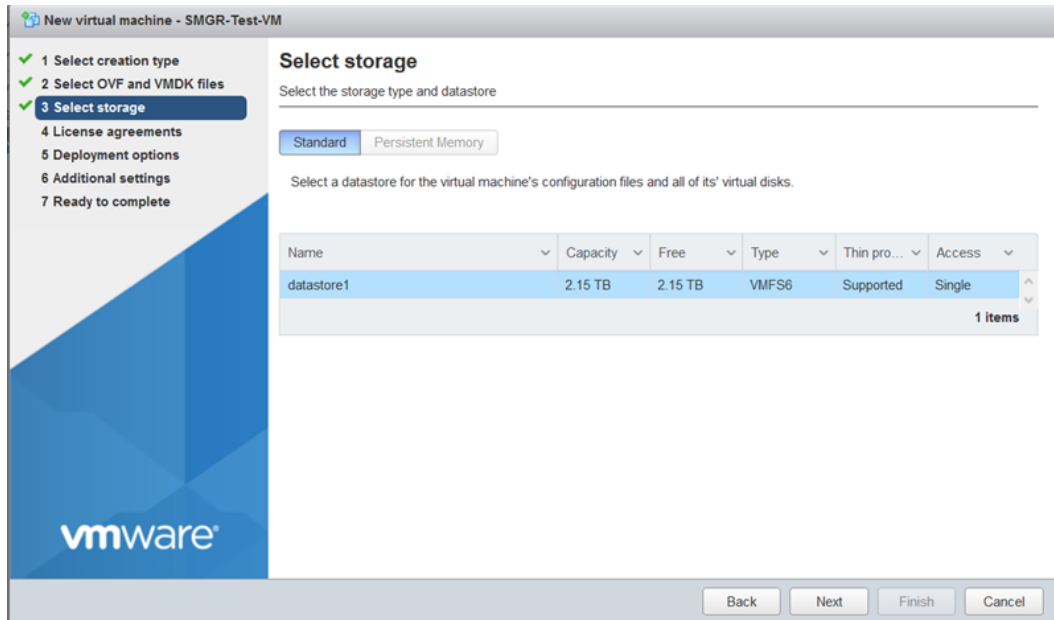 New virtual machine - SMGR-Test-VM
1 Select creation type
2 Select OVF and VMDK files
3 Select storage
4 License agreements
5 Deployment options
6 Additional settings
7 Ready to complete
vmware®
Select storage
Select the storage type and datastore
Standard Persistent Memory
Select a datastore for the virtual machine's configuration files and all of its' virtual disks.
Name Capacity Free Type Thin pro... Access
datastore1 2.15 TB 2.15 TB VMFS6 Supported Single
1 items
Back Next Finish Cancel